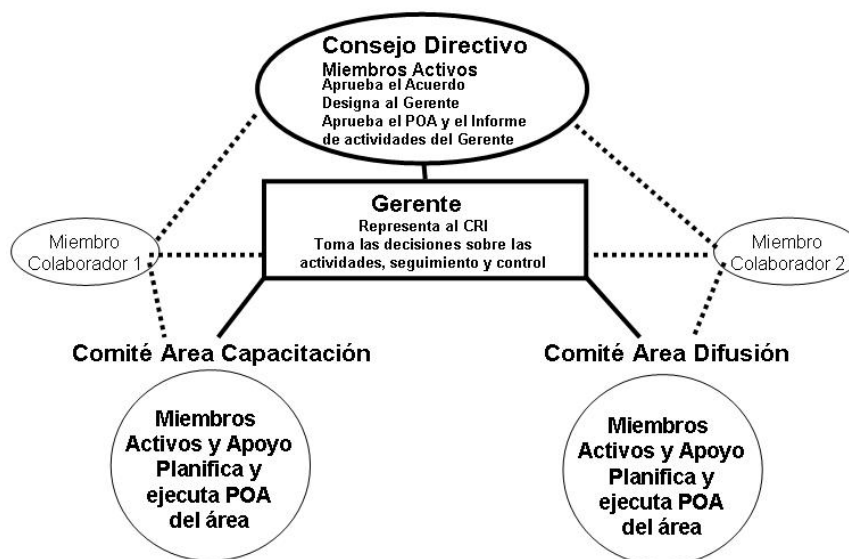 Consejo Directivo
Miembros Activos
Aprueba el Acuerdo
Designa al Gerente
Aprueba el POA y el Informe
de actividades del Gerente
Gerente
Representa al CRI
Toma las decisiones sobre las
actividades, seguimiento y control
Miembro
Colaborador 1
Miembro
Colaborador 2
Comité Area Capacitación
Comité Area Difusión
Miembros
Activos y Apoyo
Planifica y
ejecuta POA
del área
Miembros
Activos y Apoyo
Planifica y
ejecuta POA
del área